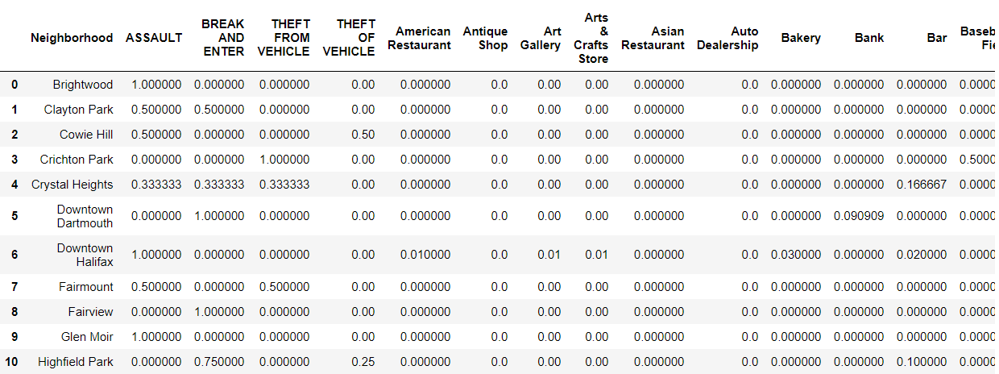 Neighborhood ASSAULT BREAK AND ENTER THEFT FROM VEHICLE THEFT OF VEHICLE American Restaurant Antique Shop Art Gallery Arts & Crafts Store Asian Restaurant Auto Dealership Bakery Bank Bar Baseb Fie
0 Brightwood 1.000000 0.000000 0.000000 0.00 0.000000 0.0 0.00 0.00 0.000000 0.0 0.000000 0.000000 0.000000 0.0000
1 Clayton Park 0.500000 0.500000 0.000000 0.00 0.000000 0.0 0.00 0.00 0.000000 0.0 0.000000 0.000000 0.000000 0.0000
2 Cowie Hill 0.500000 0.000000 0.000000 0.50 0.000000 0.0 0.00 0.00 0.000000 0.0 0.000000 0.000000 0.000000 0.0000
3 Crichton Park 0.000000 0.000000 1.000000 0.00 0.000000 0.0 0.00 0.00 0.000000 0.0 0.000000 0.000000 0.000000 0.5000
4 Crystal Heights 0.333333 0.333333 0.333333 0.00 0.000000 0.0 0.00 0.00 0.000000 0.0 0.000000 0.000000 0.166667 0.0000
5 Downtown Dartmouth 0.000000 1.000000 0.000000 0.00 0.000000 0.0 0.00 0.00 0.000000 0.0 0.000000 0.090909 0.000000 0.0000
6 Downtown Halifax 1.000000 0.000000 0.000000 0.00 0.010000 0.0 0.01 0.01 0.000000 0.0 0.030000 0.000000 0.020000 0.0000
7 Fairmount 0.500000 0.000000 0.500000 0.00 0.000000 0.0 0.00 0.00 0.000000 0.0 0.000000 0.000000 0.000000 0.0000
8 Fairview 0.000000 1.000000 0.000000 0.00 0.000000 0.0 0.00 0.00 0.000000 0.0 0.000000 0.000000 0.000000 0.0000
9 Glen Moir 1.000000 0.000000 0.000000 0.00 0.000000 0.0 0.00 0.00 0.000000 0.0 0.000000 0.000000 0.000000 0.0000
10 Highfield Park 0.000000 0.750000 0.000000 0.25 0.000000 0.0 0.00 0.00 0.000000 0.0 0.000000 0.000000 0.100000 0.0000